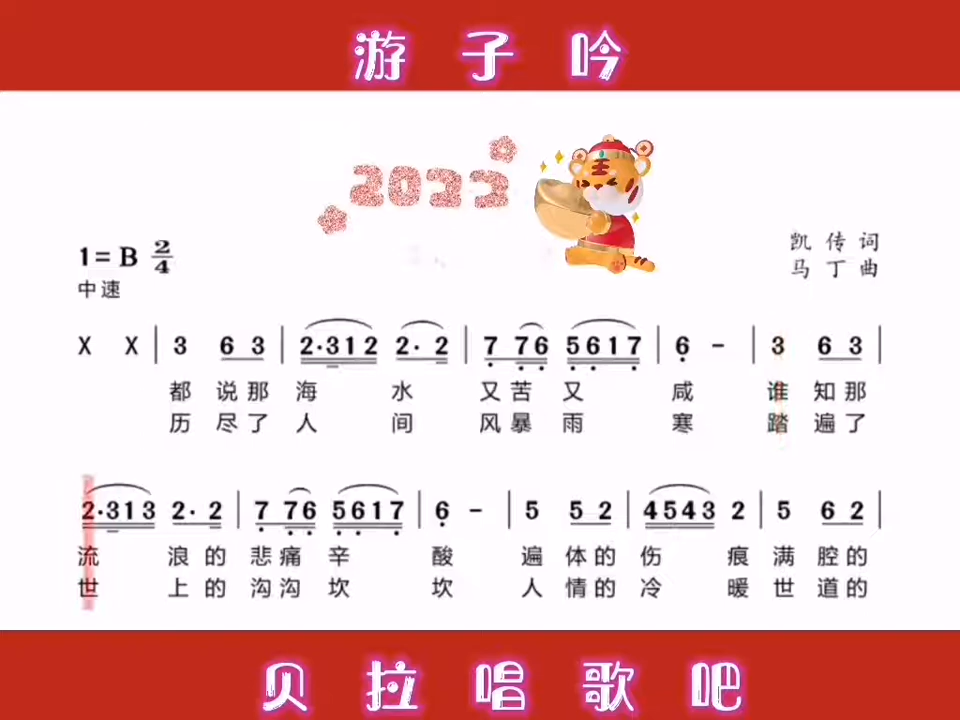 游 子 吟
2022
1=B 2/4
凯 传 词
马 丁 曲
中速
X X | 3 6 3 | 2·312 2· 2 | 7 76 5617 | 6 - | 3 6 3 |
都 说那 海 水 又苦 又 咸 谁 知那
历 尽了 人 间 风暴 雨 寒 踏 遍了
2·313 2· 2 | 7 76 5617 | 6 - | 5 5 2 | 4543 2 | 5 6 2 |
流 浪的 悲痛 辛 酸 遍 体的 伤 痕 满 腔的
世 上的 沟沟 坎 坎 人 情的 冷 暖 世 道的
贝 拉 唱 歌 吧